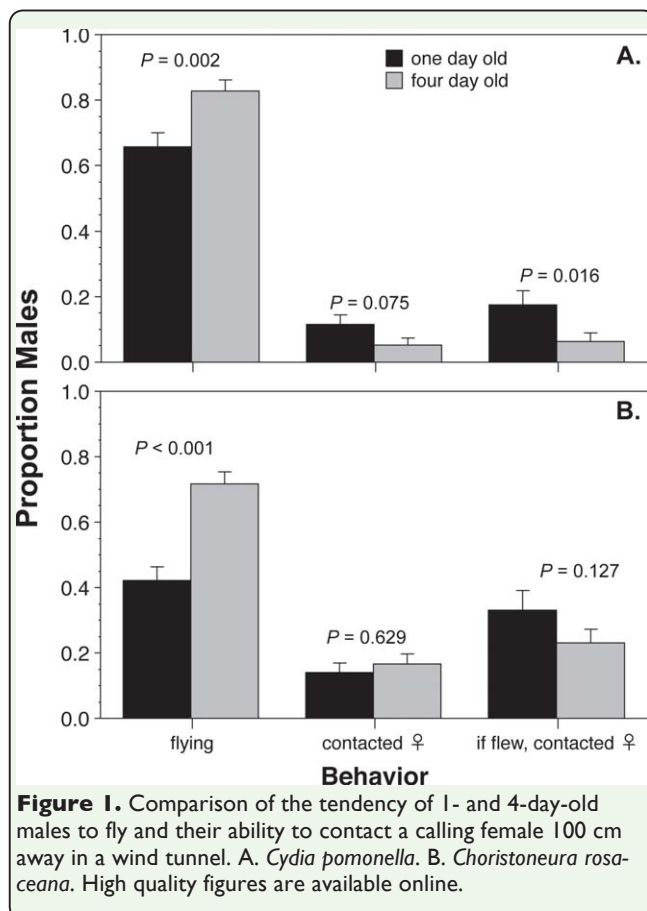 1.0
P = 0.002
one day old
four day old
A.
0.8
0.6
0.4
0.2
P = 0.075
P = 0.016
0.0
Proportion Males
1.0
B.
P < 0.001
0.8
0.6
0.4
P = 0.629
P = 0.127
0.2
0.0
flying
contacted ♀
if flew, contacted ♀
Behavior
Figure 1. Comparison of the tendency of 1- and 4-day-old
males to fly and their ability to contact a calling female 100 cm
away in a wind tunnel. A. Cydia pomonella. B. Choristoneura rosa-
ceana. High quality figures are available online.